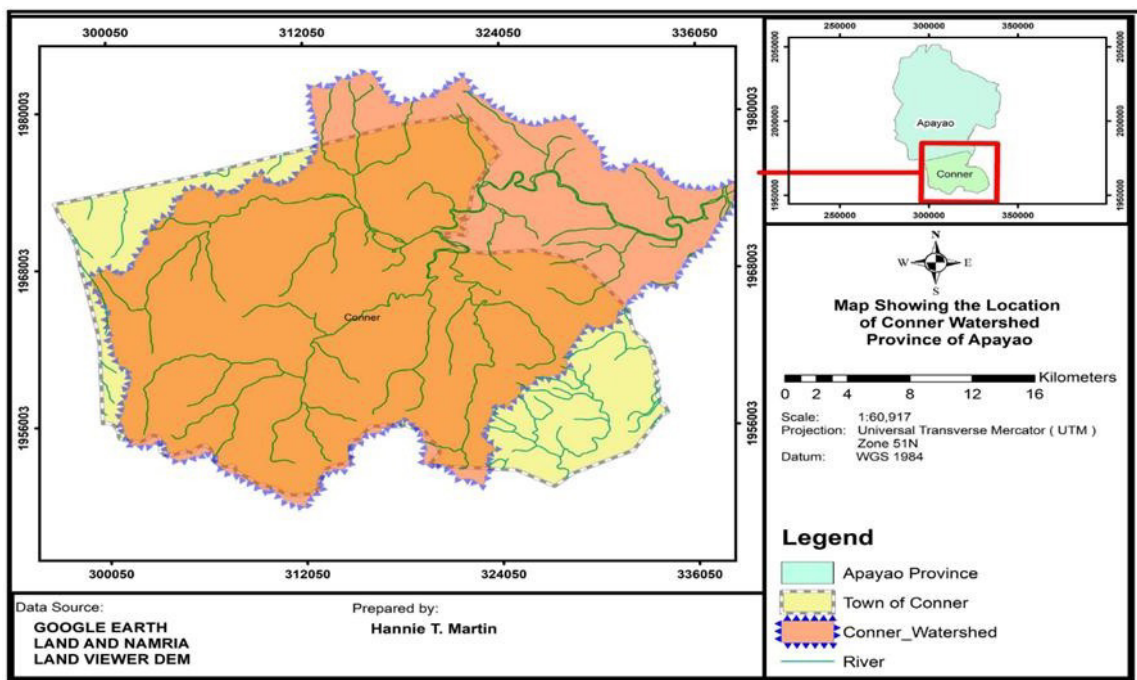 300050 312050 324050 336050
1980003
1968003
1956003
Conner
1980003
1968003
1956003
300050 312050 324050 336050
Data Source:
GOOGLE EARTH
LAND AND NAMRIA
LAND VIEWER DEM
Prepared by:
Hannie T. Martin
250000 300000 350000
2050000
2000000
1950000
Apayao
Conner
2050000
2000000
1950000
250000 300000 350000
N
W E
S
Map Showing the Location
of Conner Watershed
Province of Apayao
Kilometers
0 2 4 8 12 16
Scale: 1:60,917
Projection: Universal Transverse Mercator ( UTM )
Zone 51N
Datum: WGS 1984
Legend
Apayao Province
Town of Conner
Conner_Watershed
River